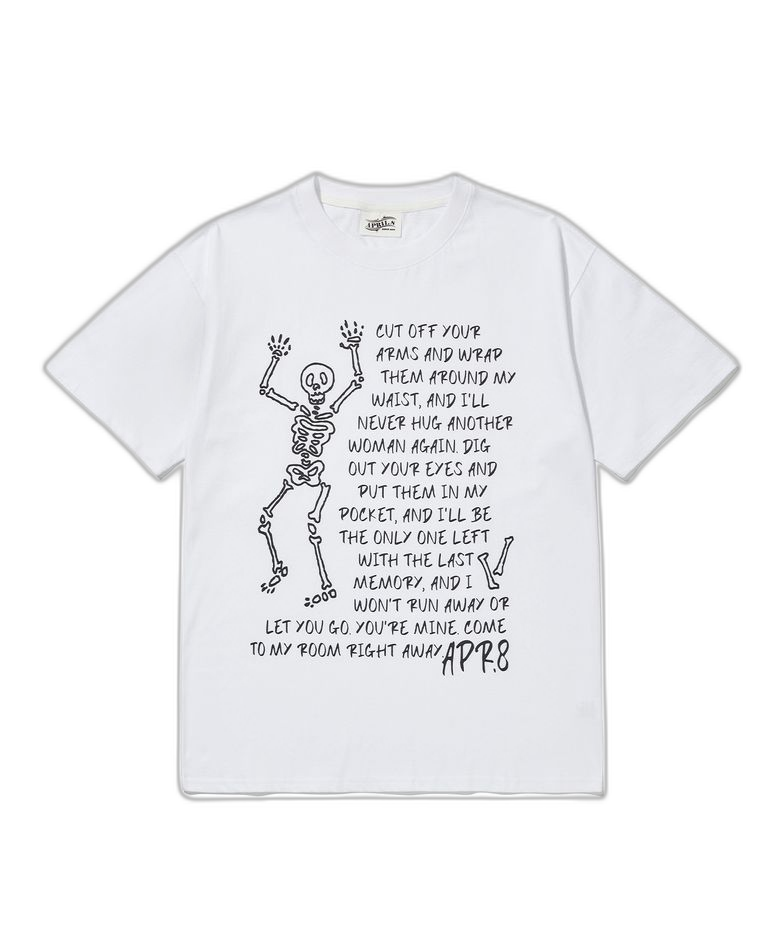 APRIL.8
CUT OFF YOUR
ARMS AND WRAP
THEM AROUND MY
WAIST, AND I'LL
NEVER HUG ANOTHER
WOMAN AGAIN. DIG
OUT YOUR EYES AND
PUT THEM IN MY
POCKET, AND I'LL BE
THE ONLY ONE LEFT
WITH THE LAST
MEMORY, AND I
WON'T RUN AWAY OR
LET YOU GO. YOU'RE MINE. COME
TO MY ROOM RIGHT AWAY.
APR.8